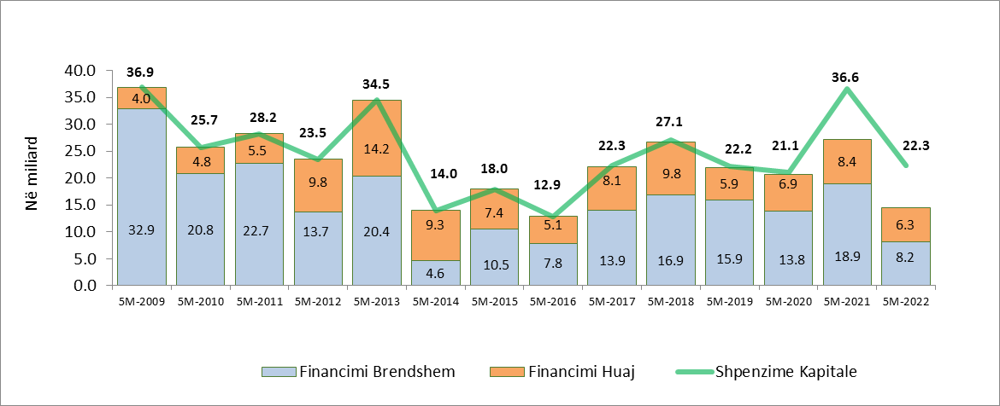 Në miliard
40.0
35.0
30.0
25.0
20.0
15.0
10.0
5.0
0.0
36.9 25.7 28.2 23.5 34.5 14.0 18.0 12.9 22.3 27.1 22.2 21.1 36.6 22.3
4.0 4.8 5.5 9.8 14.2 9.3 7.4 5.1 8.1 9.8 5.9 6.9 8.4 6.3
32.9 20.8 22.7 13.7 20.4 4.6 10.5 7.8 13.9 16.9 15.9 13.8 18.9 8.2
5M-2009 5M-2010 5M-2011 5M-2012 5M-2013 5M-2014 5M-2015 5M-2016 5M-2017 5M-2018 5M-2019 5M-2020 5M-2021 5M-2022
Financimi Brendshem Financimi Huaj Shpenzime Kapitale